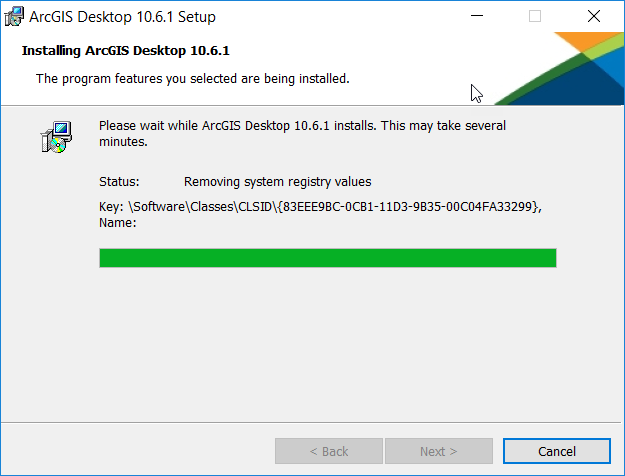 ArcGIS Desktop 10.6.1 Setup
Installing ArcGIS Desktop 10.6.1
The program features you selected are being installed.
Please wait while ArcGIS Desktop 10.6.1 installs. This may take several
minutes.
Status: Removing system registry values
Key: \Software\Classes\CLSID\{83EEE9BC-0CB1-11D3-9B35-00C04FA33299},
Name:
< Back Next > Cancel